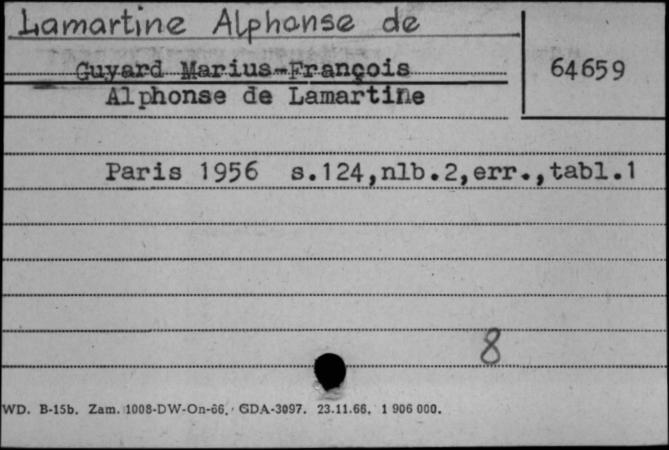 Lamartine Alphonse de
Guyard Marius-François
64659
Alphonse de Lamartine
Paris 1956 s.124,nlb.2,err.,tabl.1
8
WD. B-15b. Zam. 1008-DW-On-66. GDA-3097. 23.11.66. 1 906 000.